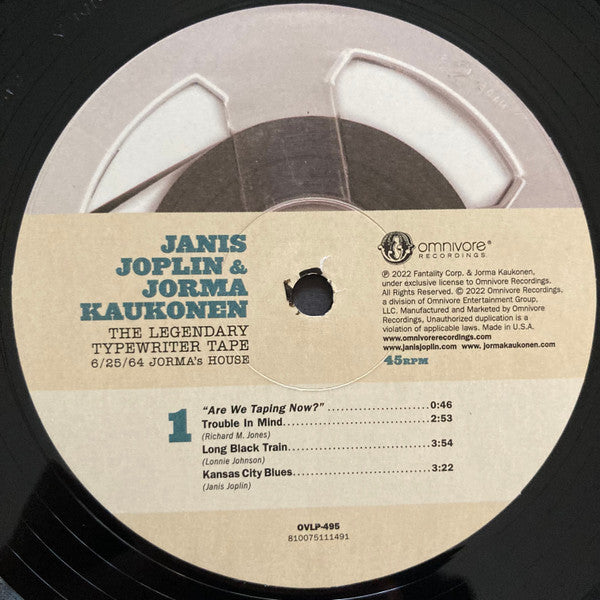 JANIS
JOPLIN &
JORMA
KAUKONEN
THE LEGENDARY
TYPEWRITER TAPE
6/25/64 JORMA's HOUSE
omnivore®
RECORDINGS
℗ 2022 Fantality Corp. & Jorma Kaukonen,
under exclusive license to Omnivore Recordings.
All Rights Reserved. © 2022 Omnivore Recordings,
a division of Omnivore Entertainment Group,
LLC. Manufactured and Marketed by Omnivore
Recordings, Unauthorized duplication is a
violation of applicable laws. Made in U.S.A.
www.omnivorerecordings.com
www.janisjoplin.com www.jormakaukonen.com
45RPM
1
"Are We Taping Now?" ........................ 0:46
Trouble In Mind ................................ 2:53
(Richard M. Jones)
Long Black Train ............................... 3:54
(Lonnie Johnson)
Kansas City Blues .............................. 3:22
(Janis Joplin)
OVLP-495
810075111491